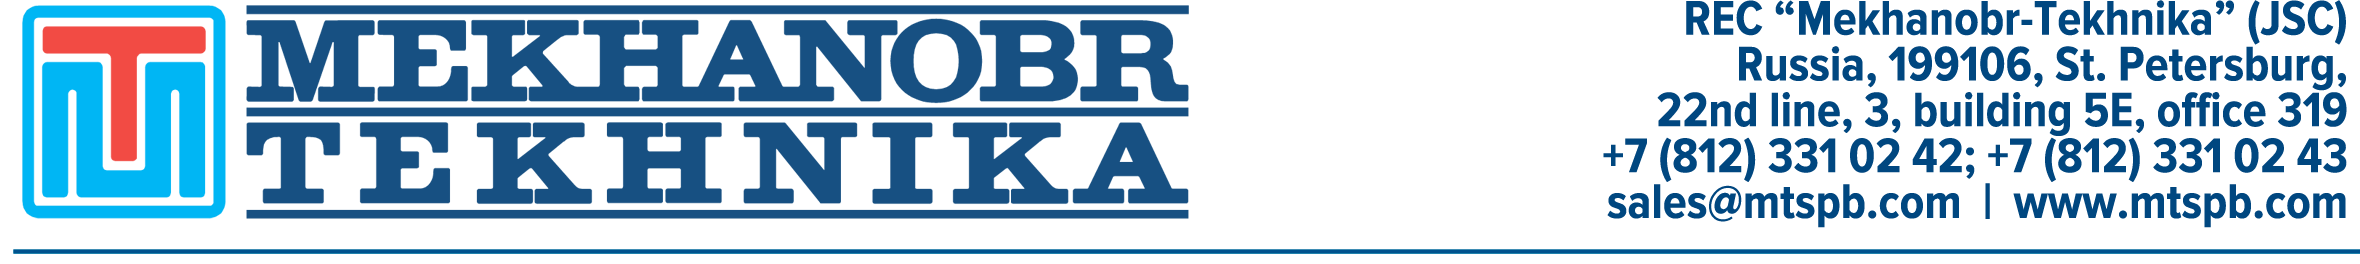 MEKHANOBR
TEKHNIKA
REC “Mekhanobr-Tekhnika” (JSC)
Russia, 199106, St. Petersburg,
22nd line, 3, building 5E, office 319
+7 (812) 331 02 42; +7 (812) 331 02 43
sales@mtspb.com | www.mtspb.com